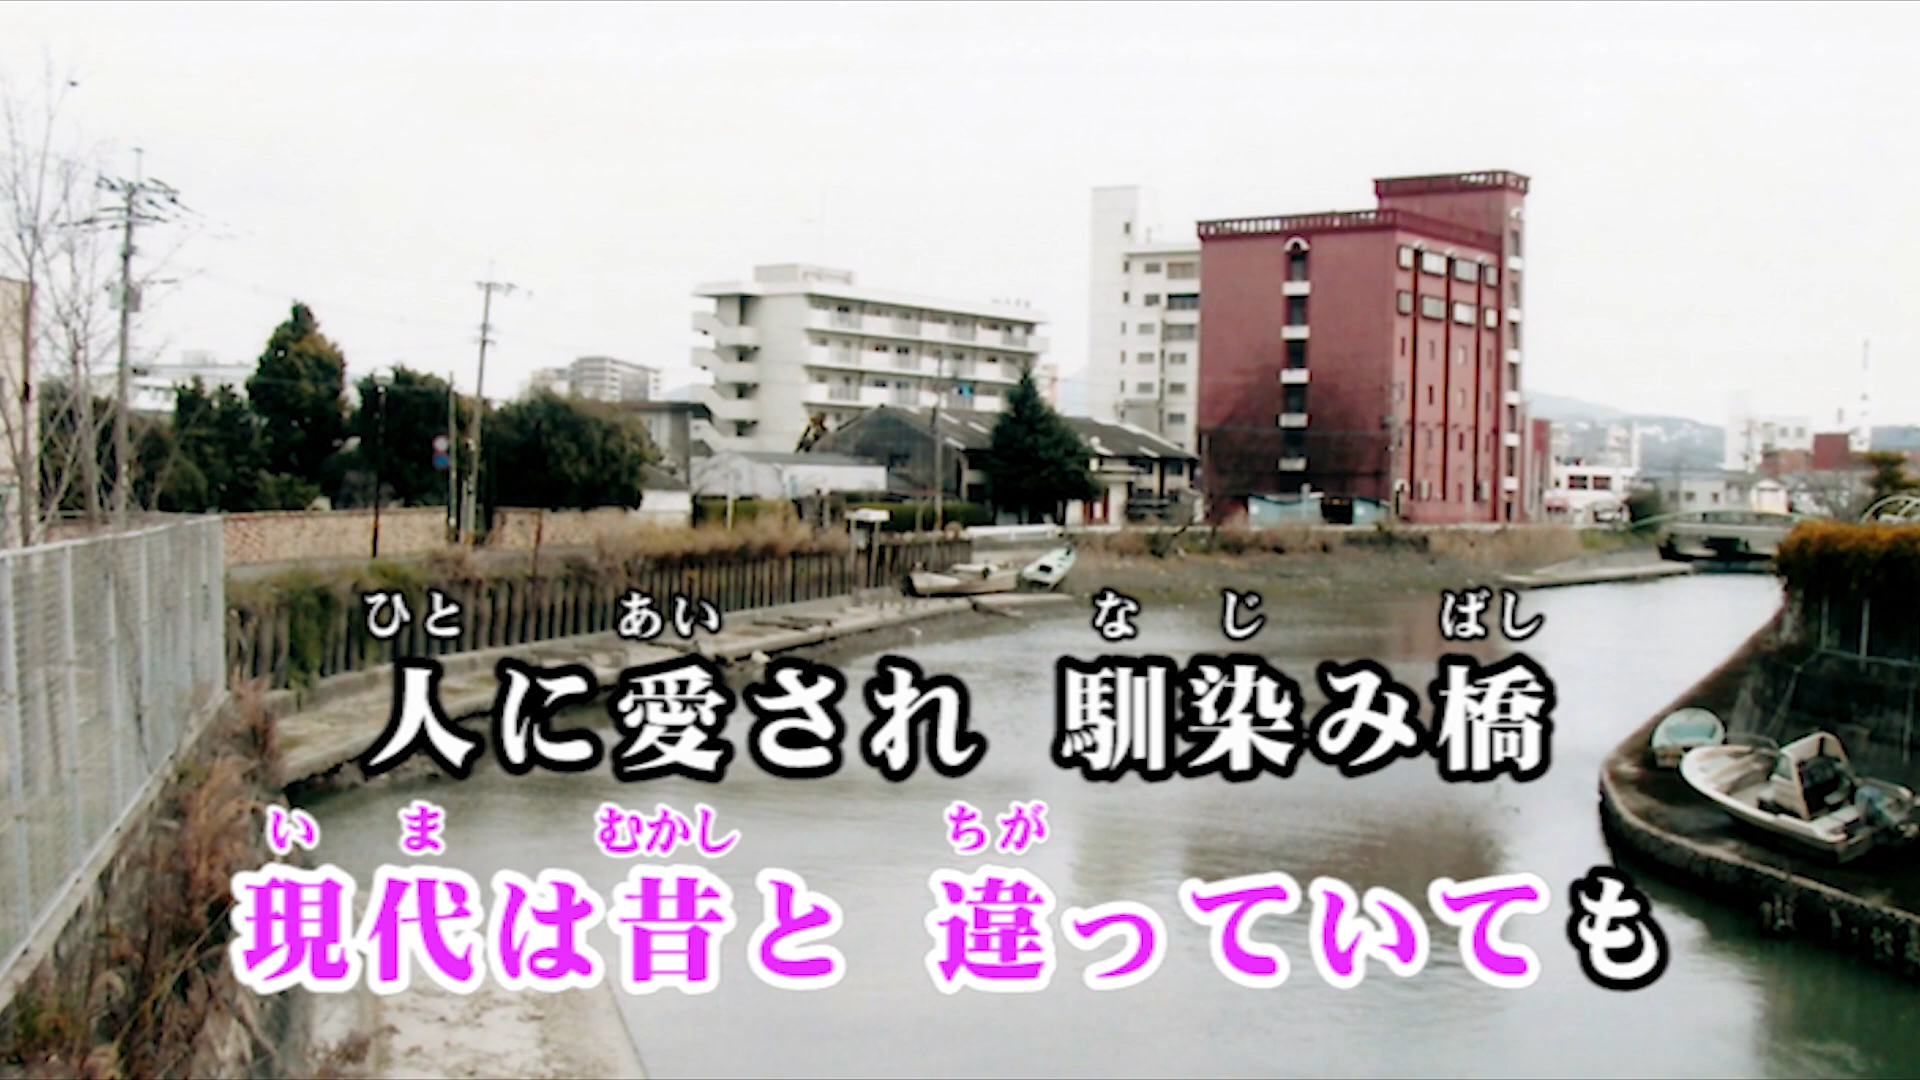 ひと あい な じ ばし
人に愛され 馴染み橋
い ま むかし ちが
現代は昔と 違っていても